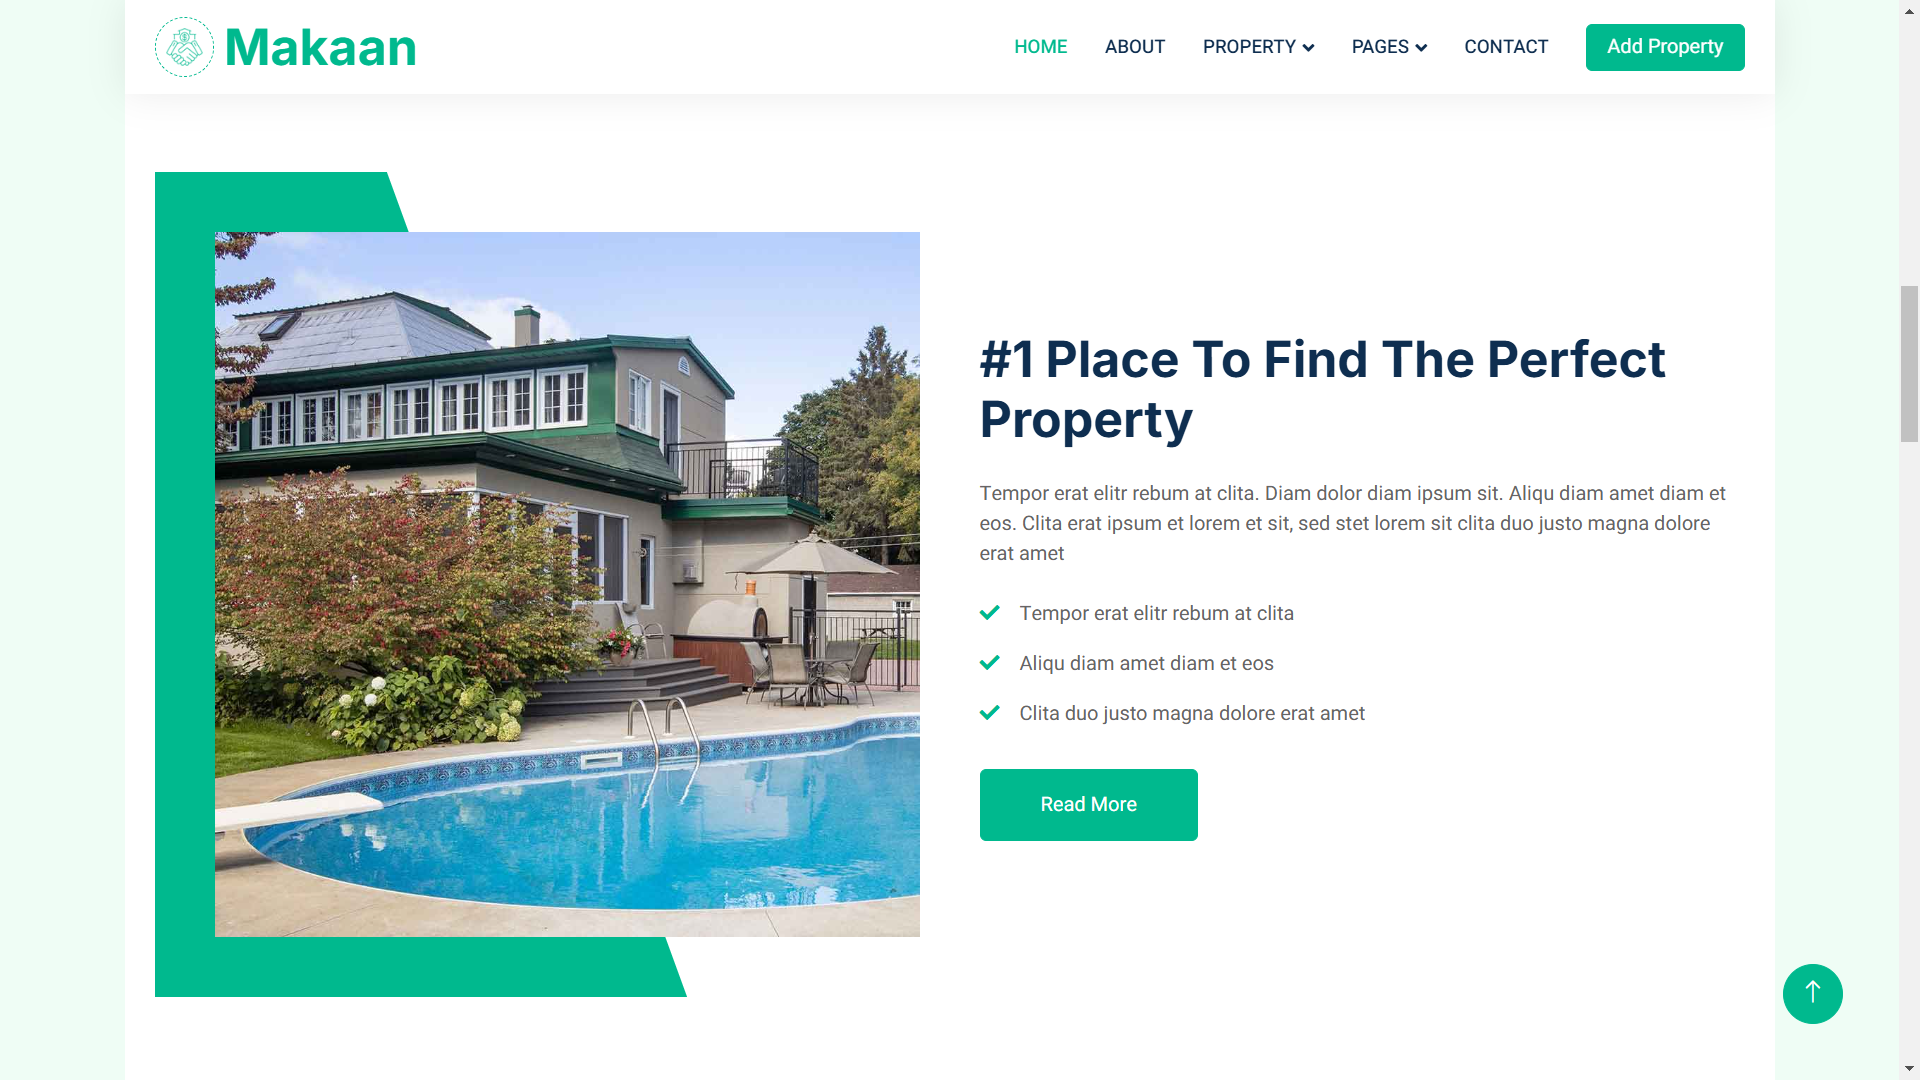 Makaan
HOME
ABOUT
PROPERTY
PAGES
CONTACT
Add Property
#1 Place To Find The Perfect
Property
Tempor erat elitr rebum at clita. Diam dolor diam ipsum sit. Aliqu diam amet diam et
eos. Clita erat ipsum et lorem et sit, sed stet lorem sit clita duo justo magna dolore
erat amet
Tempor erat elitr rebum at clita
Aliqu diam amet diam et eos
Clita duo justo magna dolore erat amet
Read More